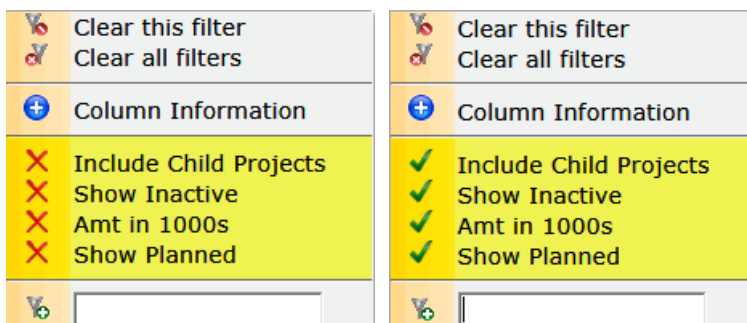 Clear this filter
Clear all filters
Column Information
Include Child Projects
Show Inactive
Amt in 1000s
Show Planned
Clear this filter
Clear all filters
Column Information
Include Child Projects
Show Inactive
Amt in 1000s
Show Planned